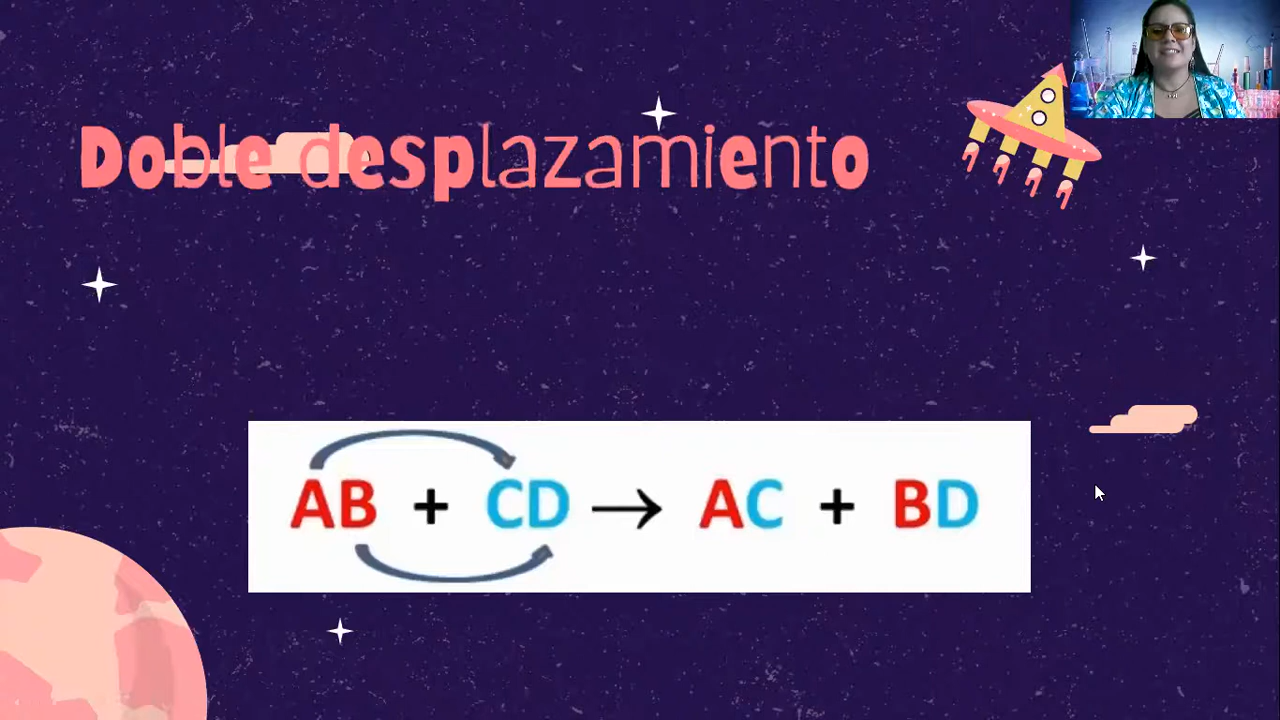 Doble desplazamiento
AB + CD → AC + BD